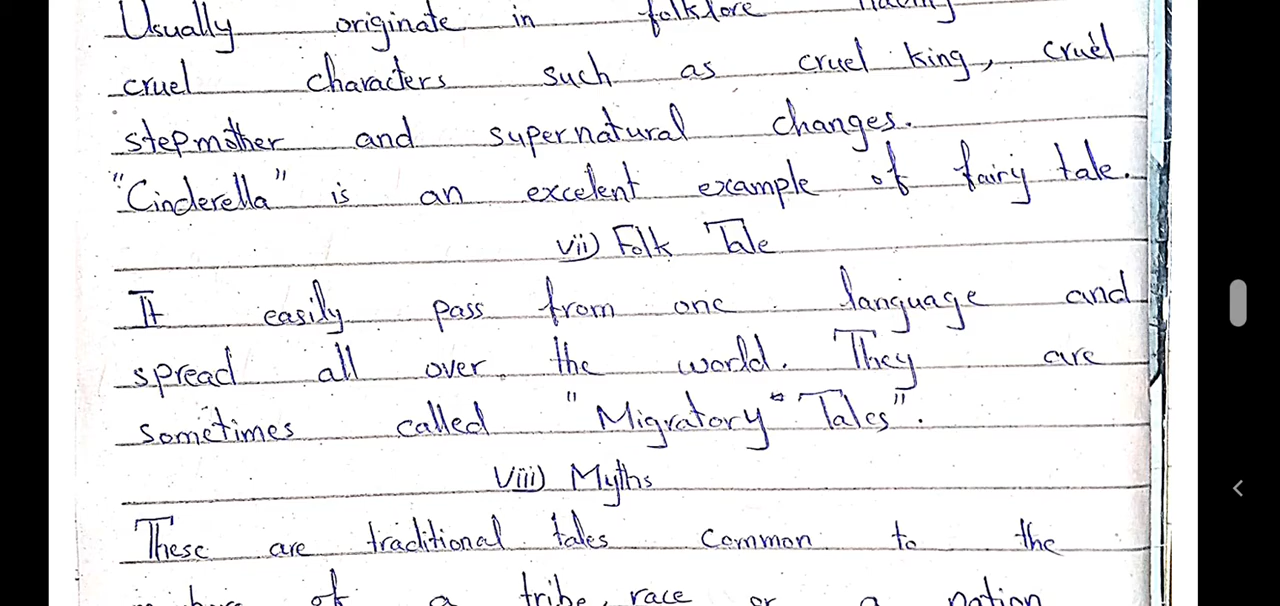 Usually originate in folklore having
cruel characters such as cruel king, cruel
stepmother and supernatural changes.
"Cinderella" is an excelent example of fairy tale.
vii) Folk Tale
It easily pass from one language and
spread all over the world. They are
sometimes called "Migratory" "Tales".
viii) Myths
These are traditional tales common to the
of a tribe, race or a nation